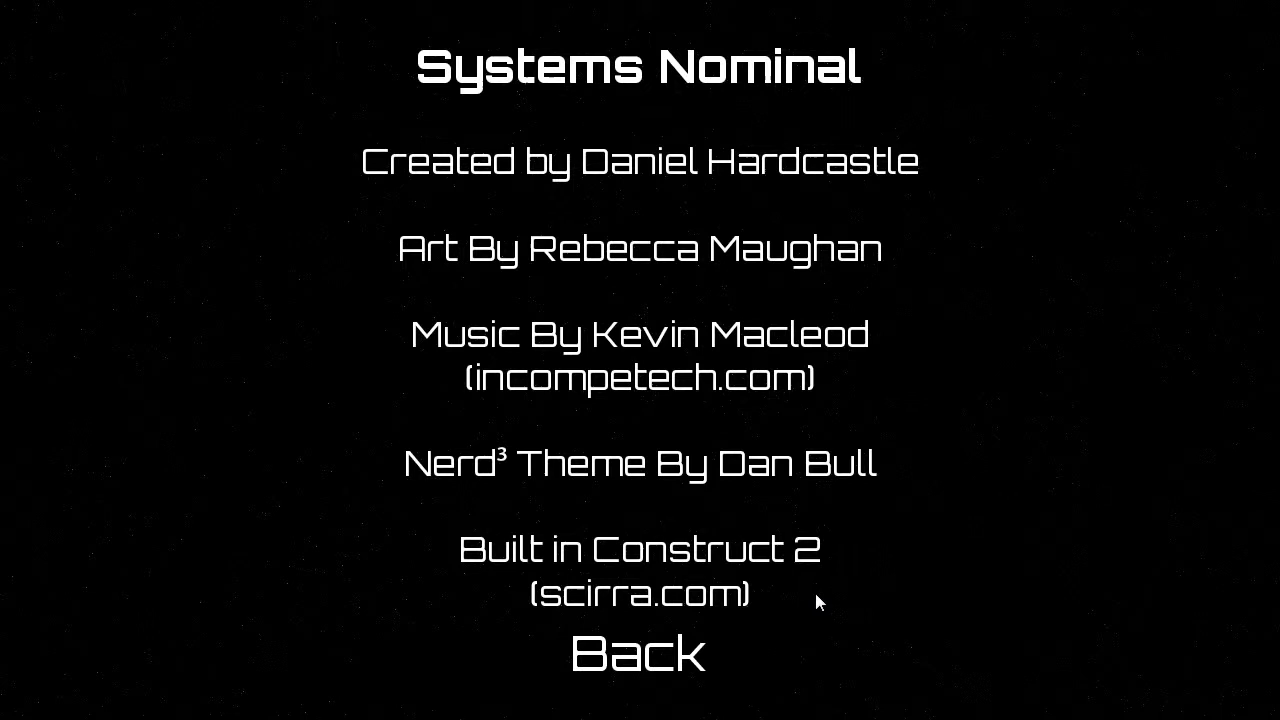 Systems Nominal
Created by Daniel Hardcastle
Art By Rebecca Maughan
Music By Kevin Macleod
(incompetech.com)
Nerd³ Theme By Dan Bull
Built in Construct 2
(scirra.com)
Back